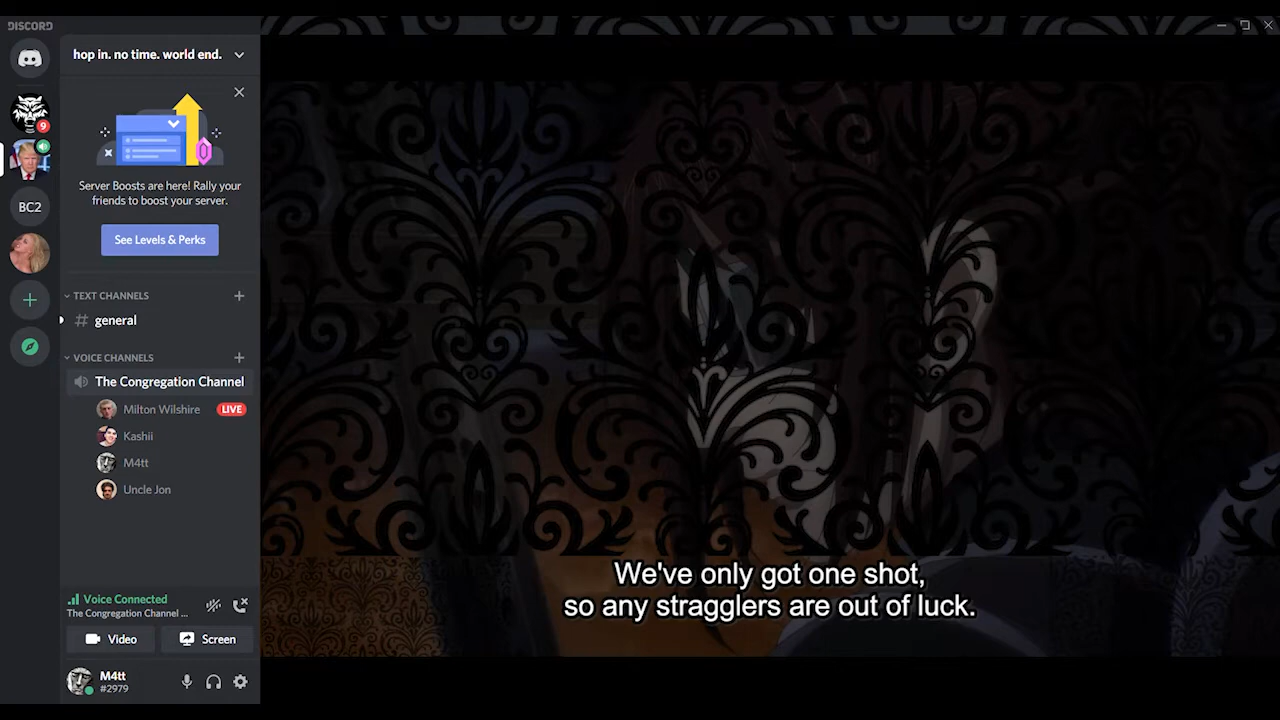 DISCORD
hop in. no time. world end.
9
BC2
Server Boosts are here! Rally your
friends to boost your server.
See Levels & Perks
TEXT CHANNELS
# general
VOICE CHANNELS
The Congregation Channel
Milton Wilshire LIVE
Kashii
M4tt
Uncle Jon
Voice Connected
The Congregation Channel ...
Video
Screen
M4tt
#2979
We've only got one shot,
so any stragglers are out of luck.